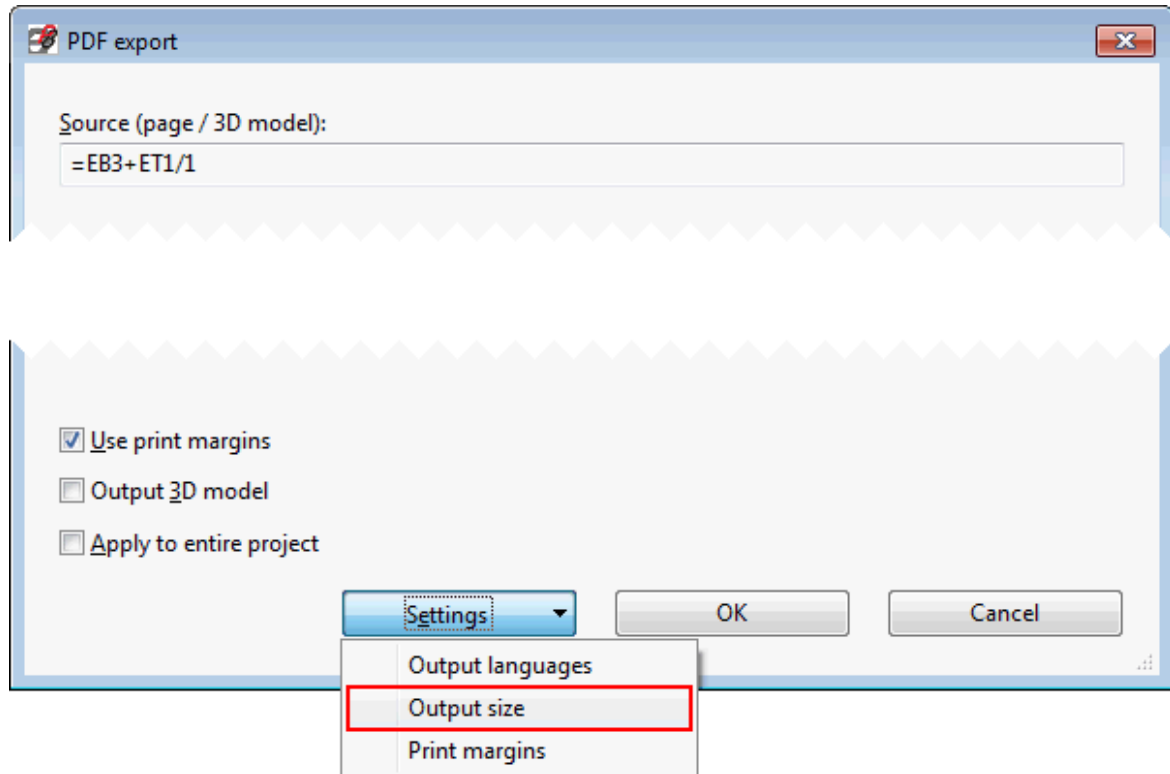 PDF export
Source (page / 3D model):
=EB3+ET1/1
Use print margins
Output 3D model
Apply to entire project
Settings OK Cancel
Output languages
Output size
Print margins